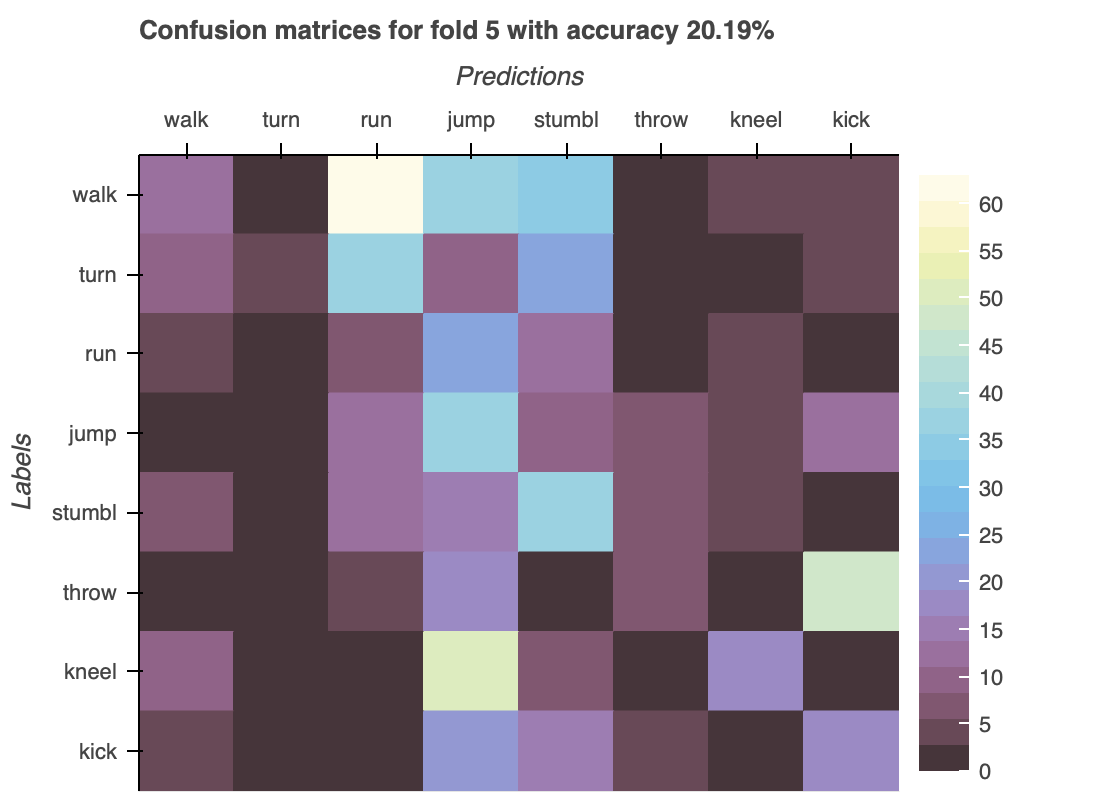 Confusion matrices for fold 5 with accuracy 20.19%
Predictions
walk turn run jump stumbl throw kneel kick
walk
turn
run
jump
stumbl
throw
kneel
kick
Labels
60
55
50
45
40
35
30
25
20
15
10
5
0